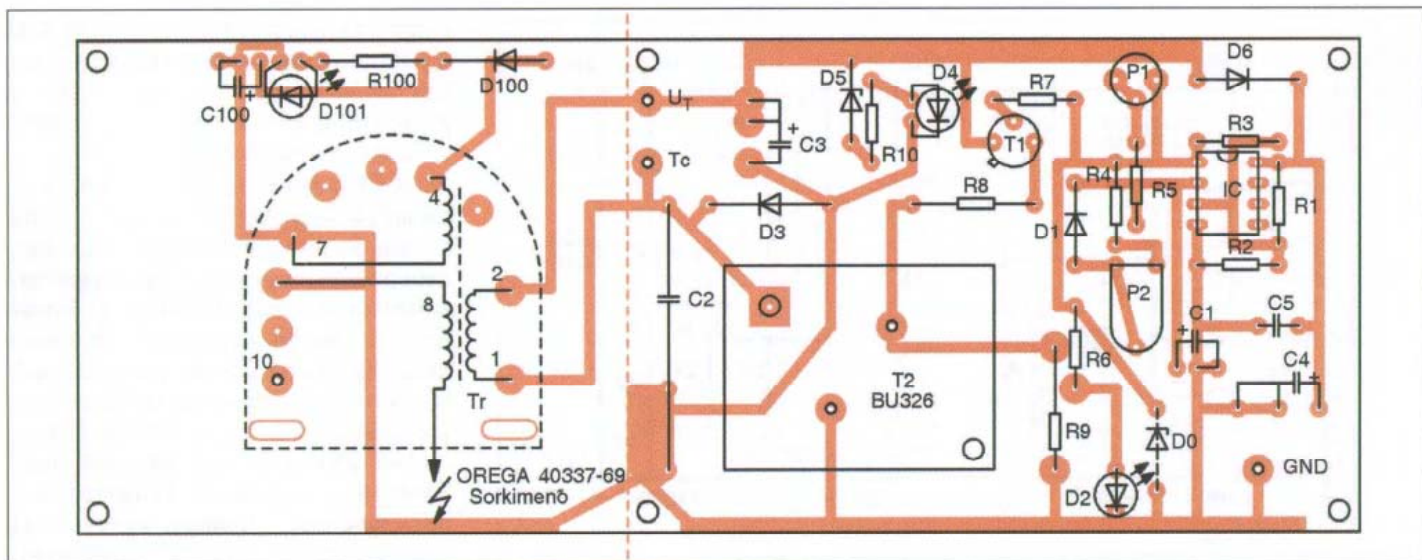 C100
D101
R100
D100
U_T
Tc
C3
D5
R10
D4
T1
R7
P1
D6
R3
IC
R1
R2
R4
R5
D1
P2
R8
D3
C2
4
7
8
2
1
10
Tr
OREGA 40337-69
Sorkimenő
T2
BU326
R6
R9
D2
D0
C1
C5
C4
GND